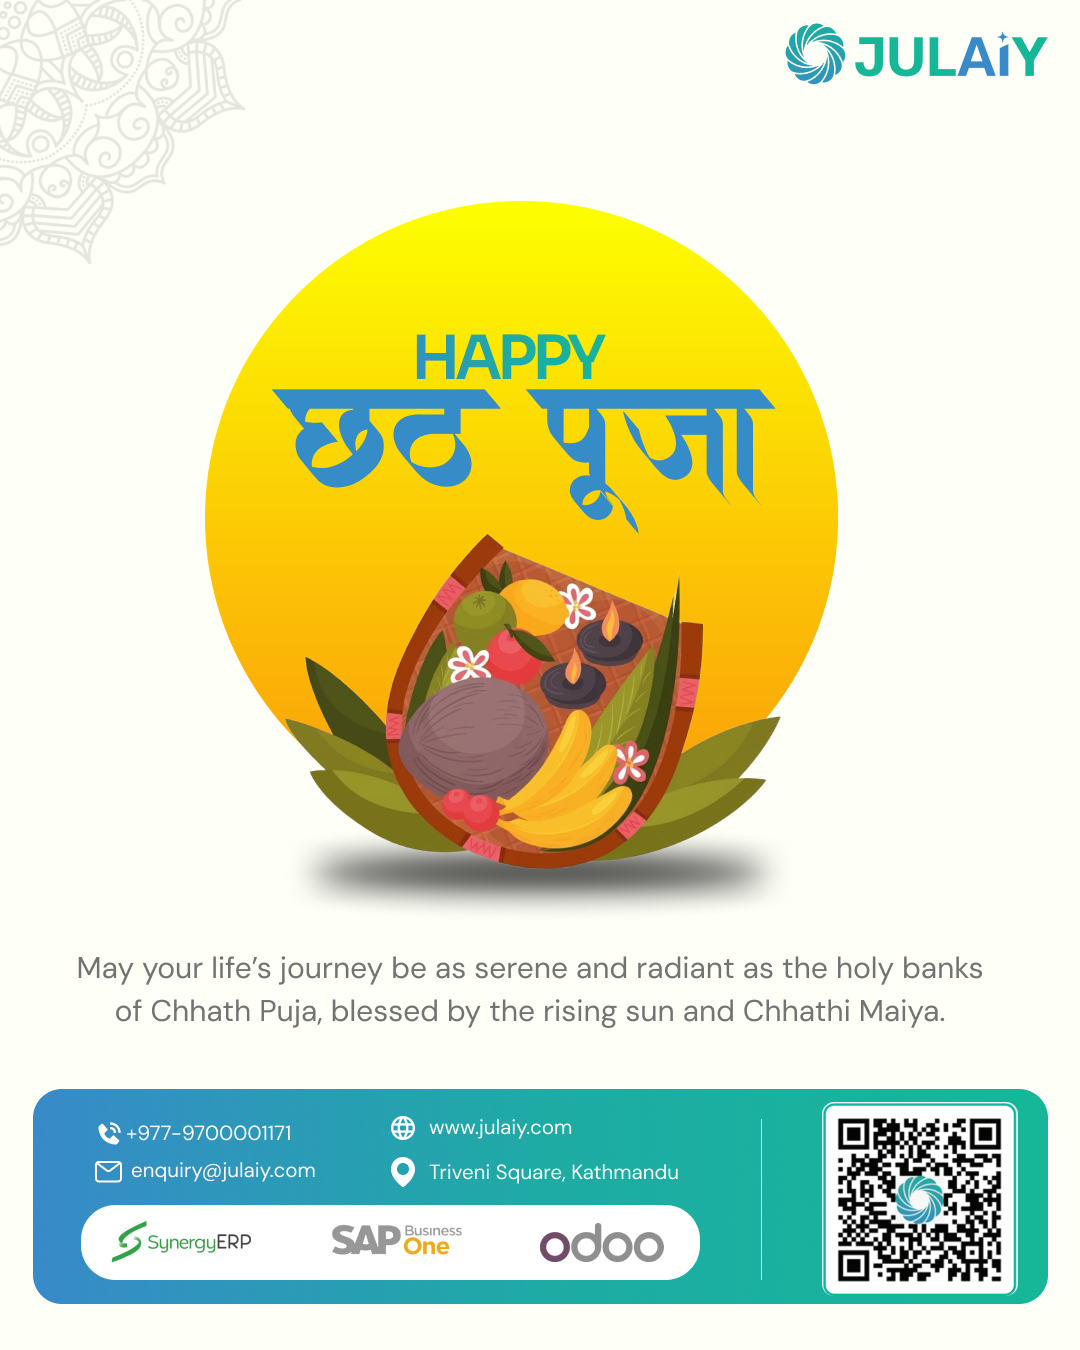 JULAiY
HAPPY
छठ पूजा
May your life’s journey be as serene and radiant as the holy banks
of Chhath Puja, blessed by the rising sun and Chhathi Maiya.
+977-9700001171
www.julaiy.com
enquiry@julaiy.com
Triveni Square, Kathmandu
SynergyERP
SAP Business One
odoo